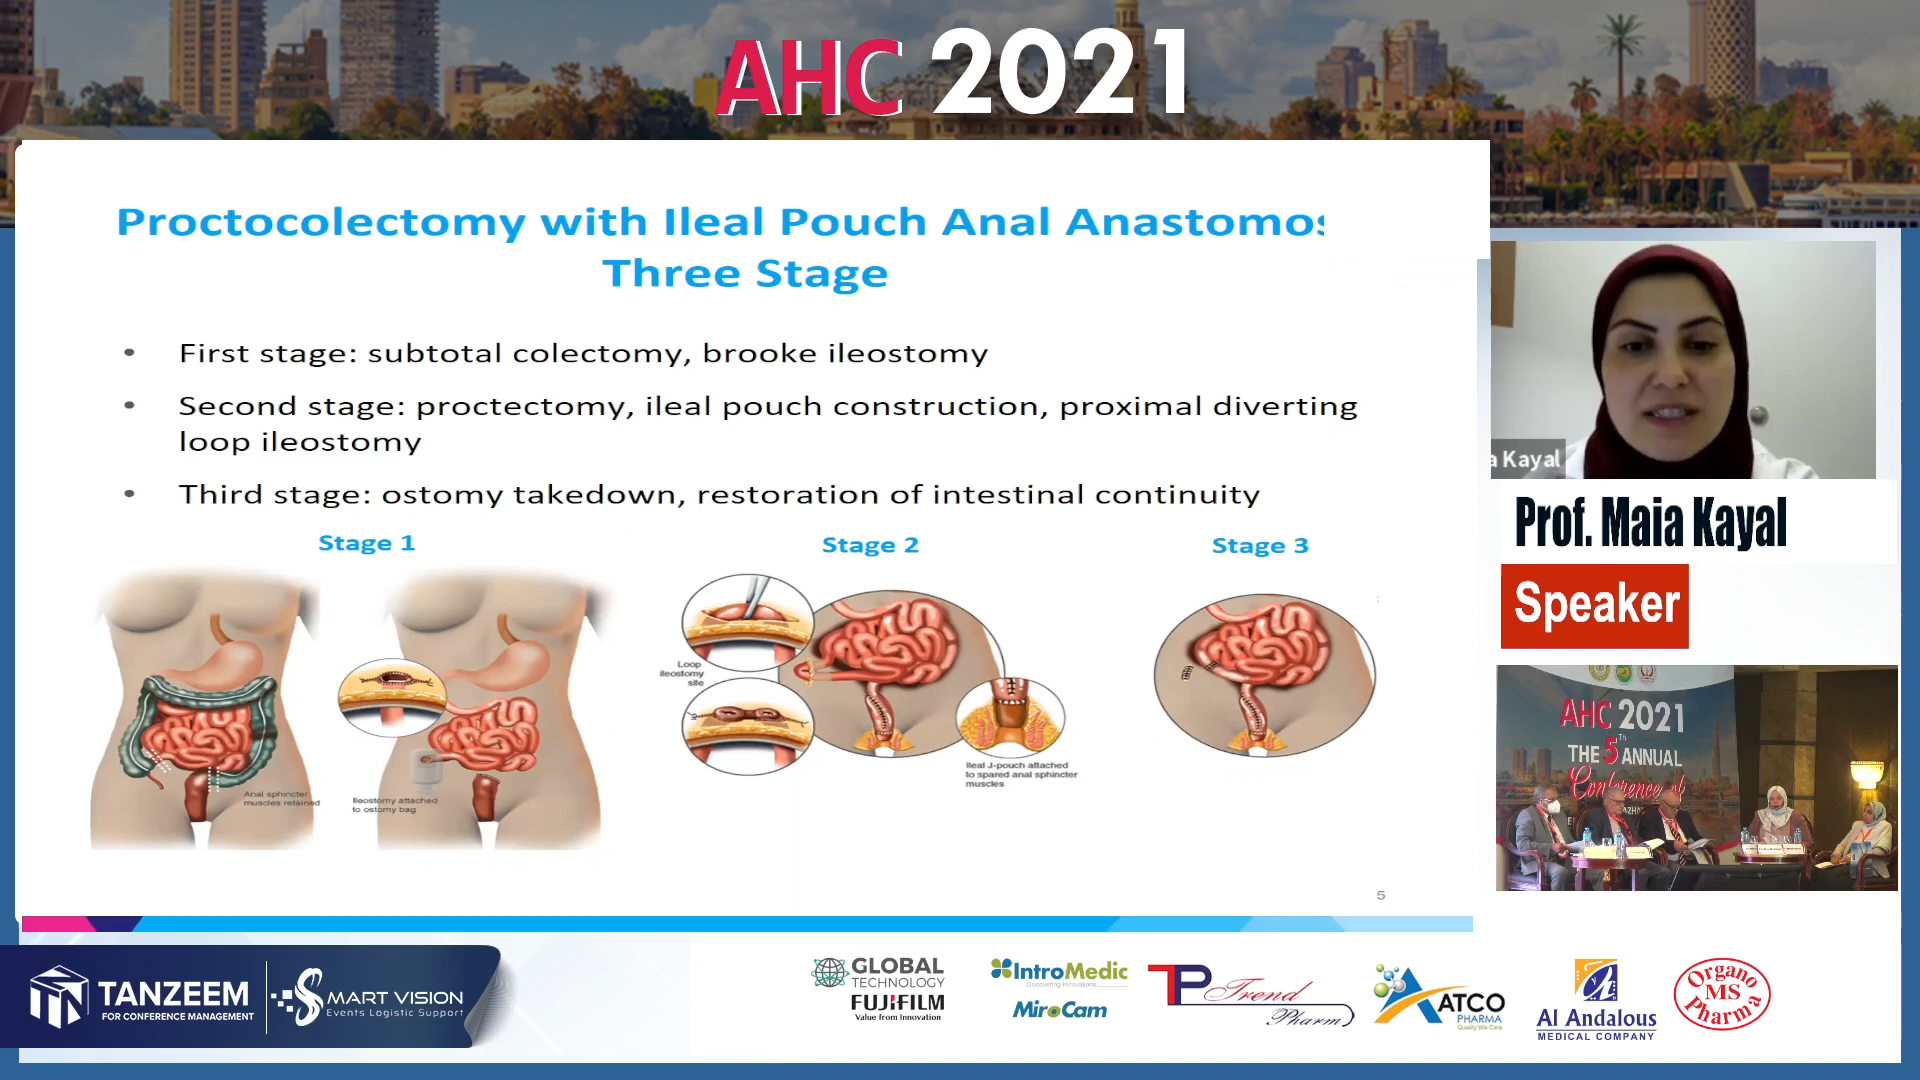 AHC 2021
Proctocolectomy with Ileal Pouch Anal Anastomos
Three Stage
• First stage: subtotal colectomy, brooke ileostomy
• Second stage: proctectomy, ileal pouch construction, proximal diverting
loop ileostomy
• Third stage: ostomy takedown, restoration of intestinal continuity
Stage 1
Stage 2
Stage 3
Anal sphincter
muscles retained
Ileostomy attached
to ostomy bag
Loop
ileostomy
site
Ileal J-pouch attached
to spared anal sphincter
muscles
5
a Kayal
Prof. Maia Kayal
Speaker
AHC 2021
THE 5Th ANNUAL
Conference of
TANZEEM
FOR CONFERENCE MANAGEMENT
SMART VISION
Events Logistic Support
GLOBAL
TECHNOLOGY
FUJIFILM
Value from Innovation
IntroMedic
Discovering Innovations
MiroCam
TP Trend
Pharm
ATCO
PHARMA
Quality We Care
Al Andalous
MEDICAL COMPANY
Organo
MS
Pharma